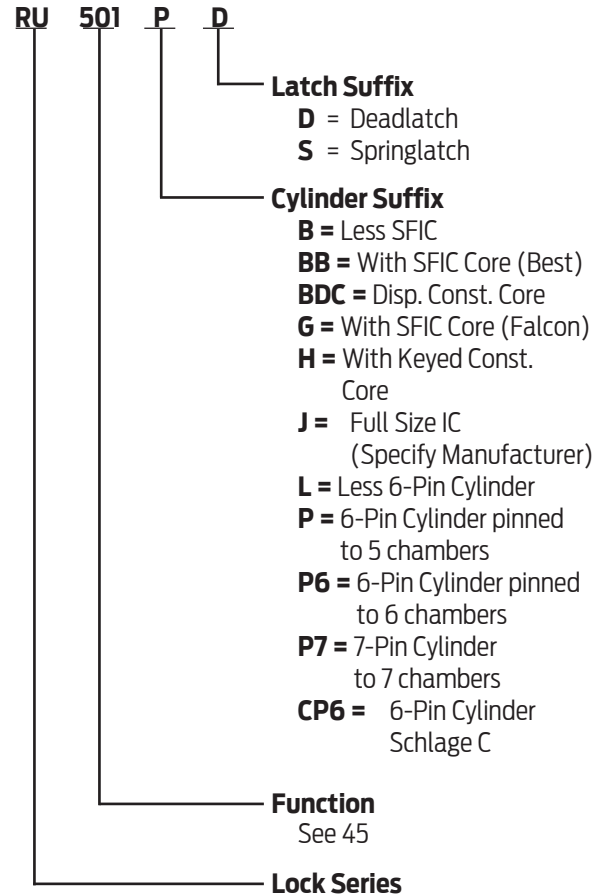 RU 501 P D
Latch Suffix
D = Deadlatch
S = Springlatch
Cylinder Suffix
B = Less SFIC
BB = With SFIC Core (Best)
BDC = Disp. Const. Core
G = With SFIC Core (Falcon)
H = With Keyed Const.
Core
J = Full Size IC
(Specify Manufacturer)
L = Less 6-Pin Cylinder
P = 6-Pin Cylinder pinned
to 5 chambers
P6 = 6-Pin Cylinder pinned
to 6 chambers
P7 = 7-Pin Cylinder
to 7 chambers
CP6 = 6-Pin Cylinder
Schlage C
Function
See 45
Lock Series